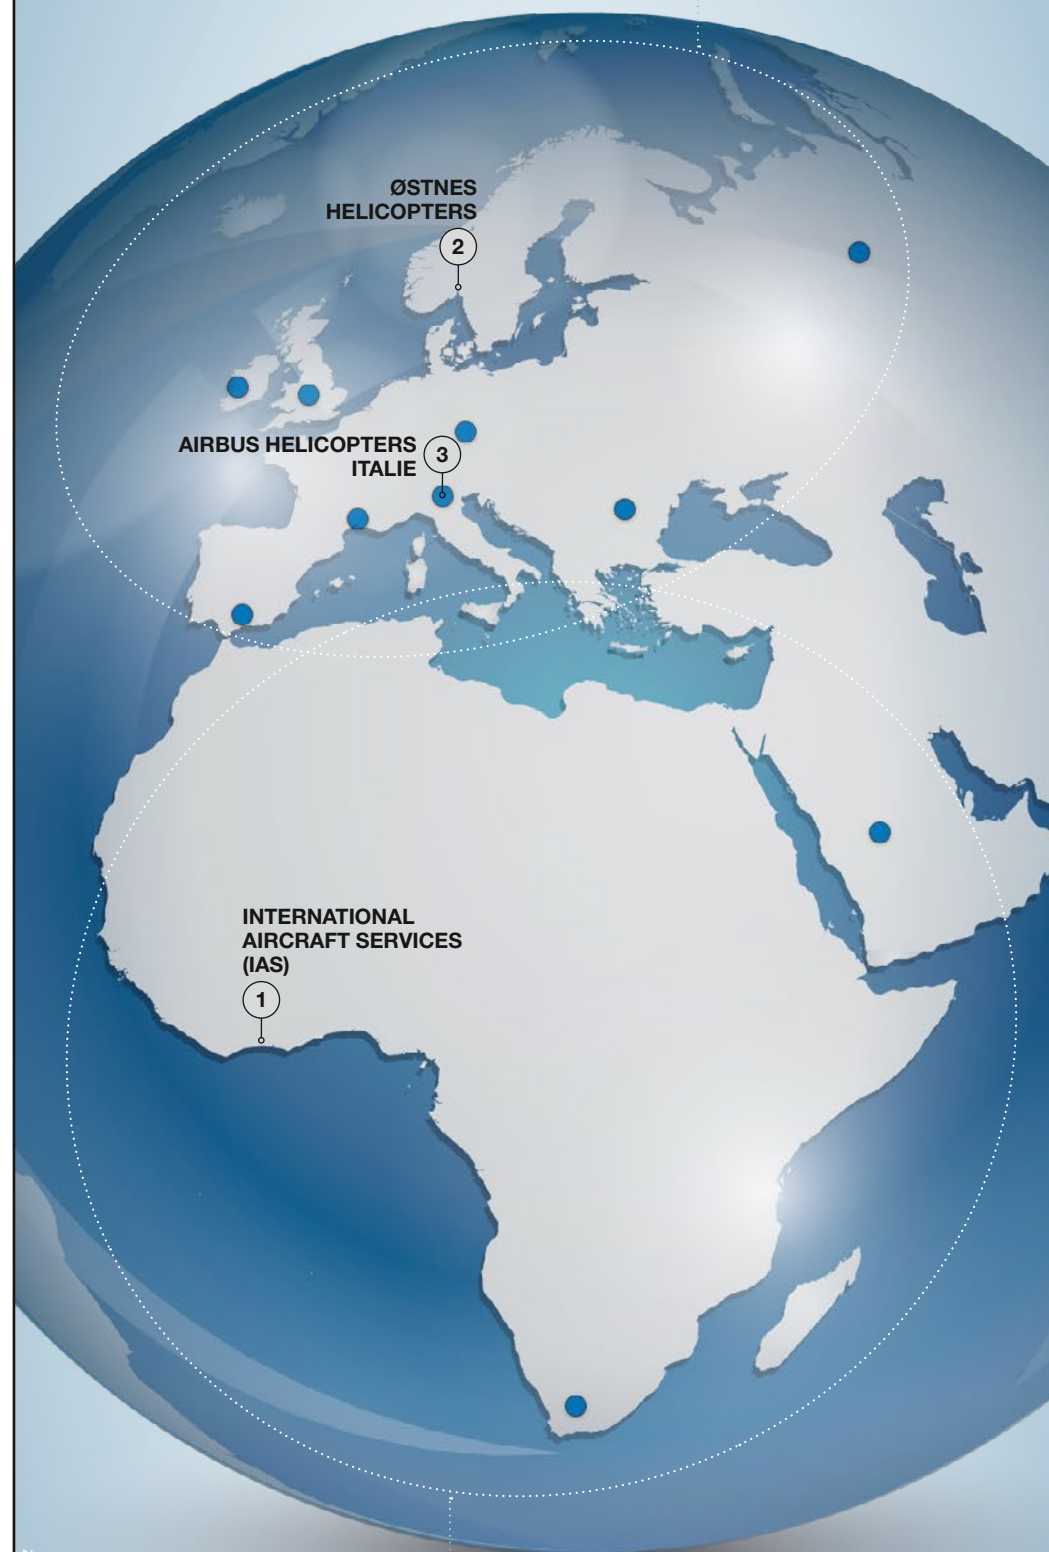 ØSTNES
HELICOPTERS
2
AIRBUS HELICOPTERS
ITALIE
3
INTERNATIONAL
AIRCRAFT SERVICES
(IAS)
1